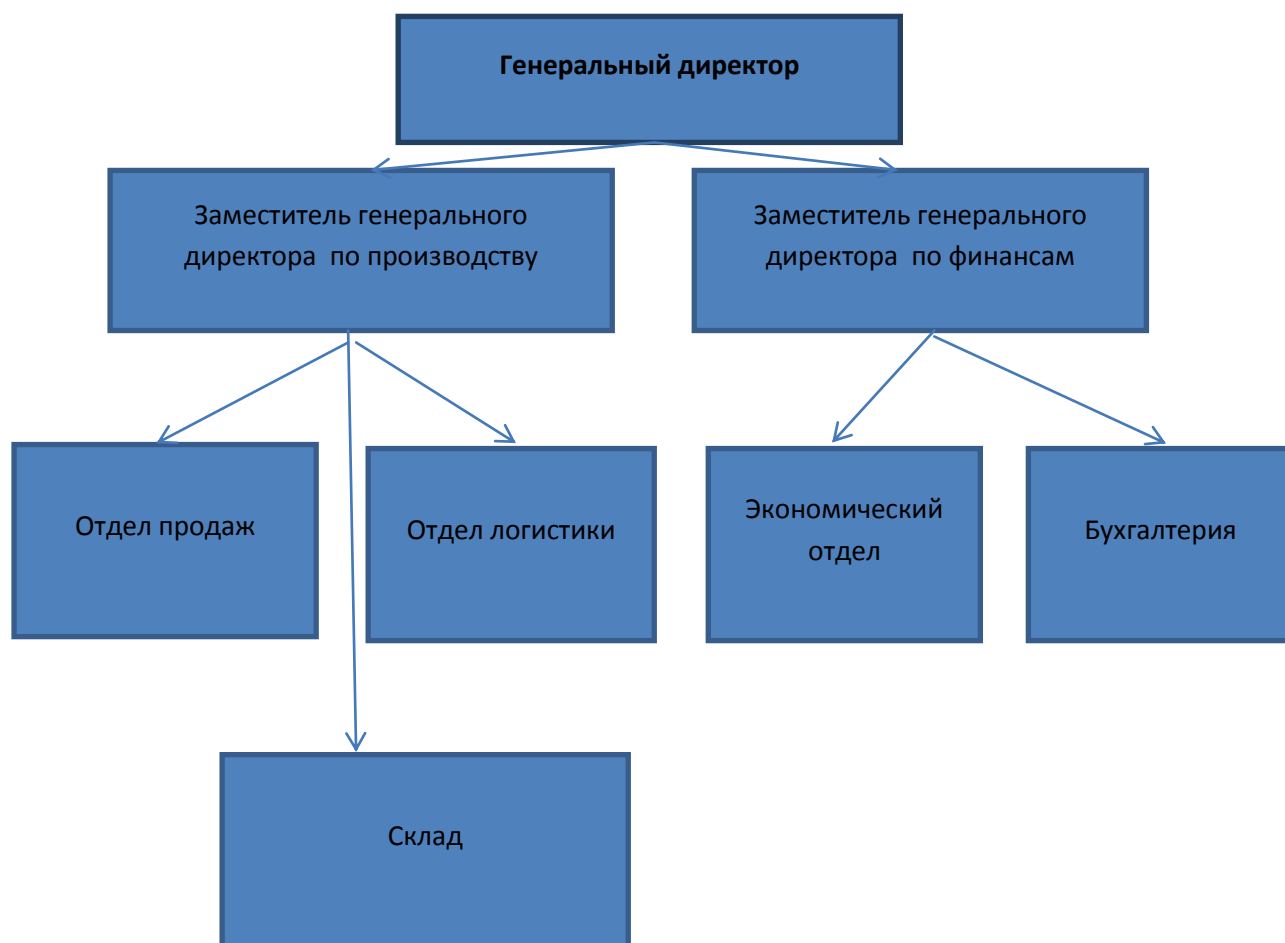 Генеральный директор
Заместитель генерального
директора  по производству
Заместитель генерального
директора  по финансам
Отдел продаж
Отдел логистики
Экономический
отдел
Бухгалтерия
Склад